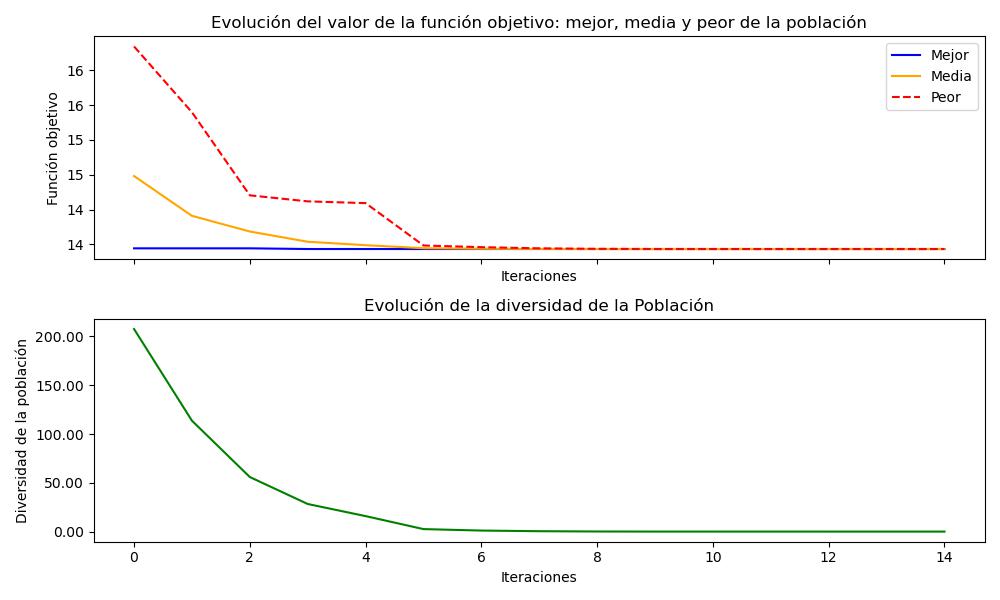 Evolución del valor de la función objetivo: mejor, media y peor de la población
Función objetivo
16
16
15
15
14
14
Mejor
Media
Peor
Iteraciones
Evolución de la diversidad de la Población
Diversidad de la población
200.00
150.00
100.00
50.00
0.00
0 2 4 6 8 10 12 14
Iteraciones